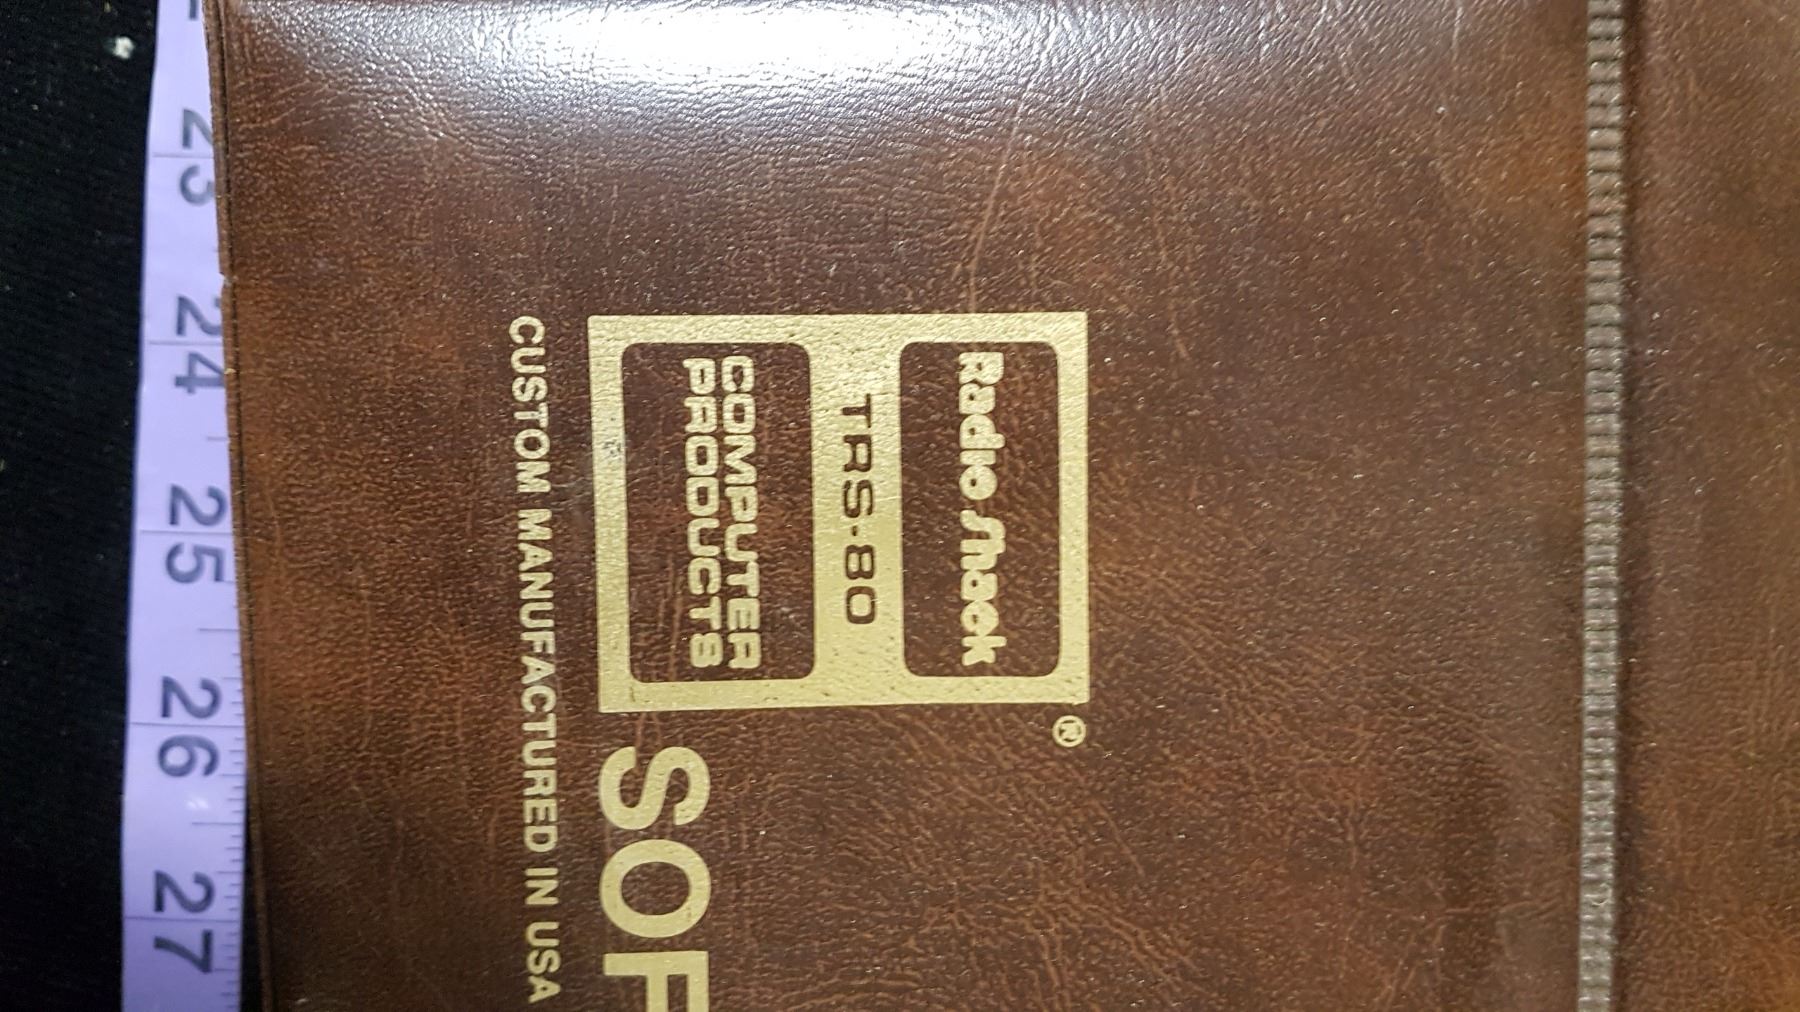 Radio Shack
TRS-80
COMPUTER
PRODUCTS
®
SOF
CUSTOM MANUFACTURED IN USA
23
24
25
26
27